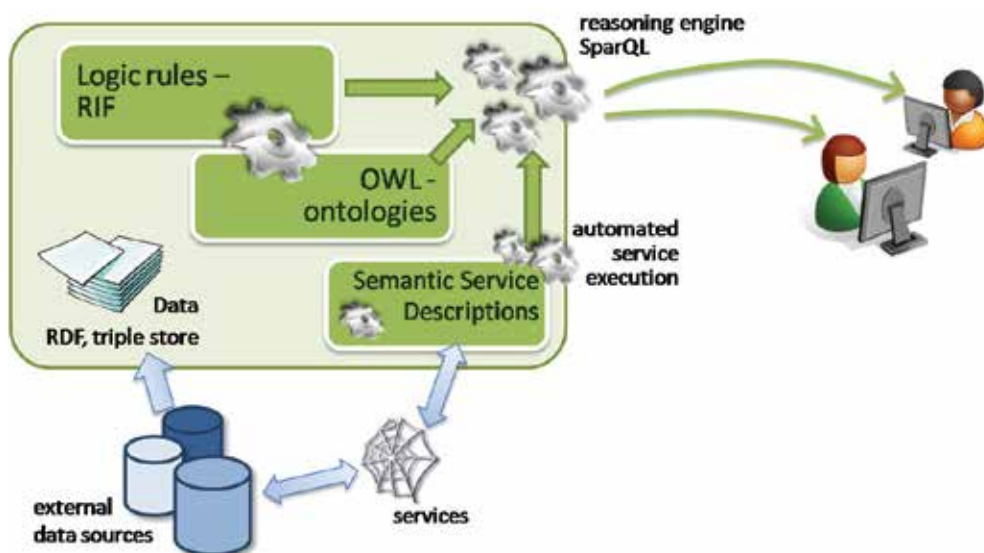 reasoning engine
SparQL
Logic rules –
RIF
OWL -
ontologies
automated
service
execution
Semantic Service
Descriptions
Data
RDF, triple store
external
data sources
services